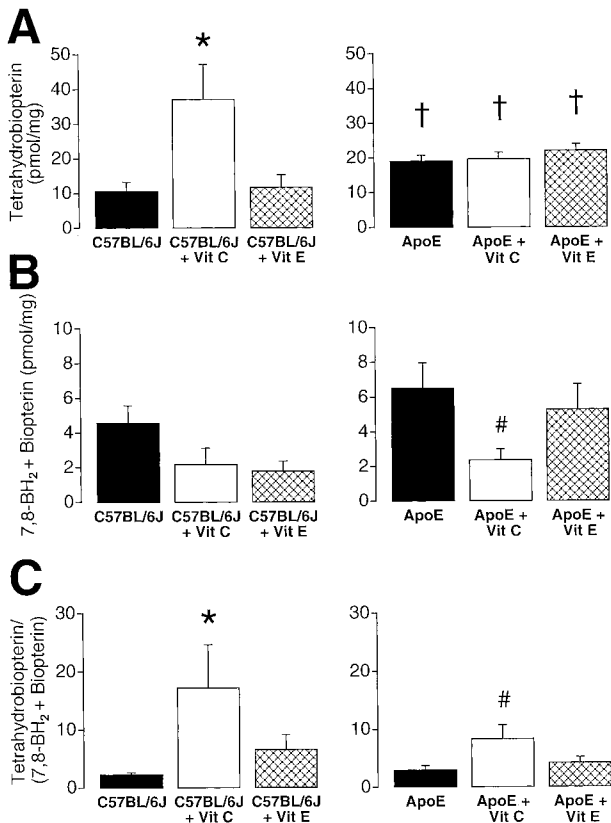 A
Tetrahydrobiopterin
(pmol/mg)
50
40
30
20
10
0
*
C57BL/6J
C57BL/6J
+ Vit C
C57BL/6J
+ Vit E
50
40
30
20
10
0
†
†
†
ApoE
ApoE +
Vit C
ApoE +
Vit E
B
7,8-BH₂ + Biopterin (pmol/mg)
10
8
6
4
2
0
C57BL/6J
C57BL/6J
+ Vit C
C57BL/6J
+ Vit E
10
8
6
4
2
0
#
ApoE
ApoE +
Vit C
ApoE +
Vit E
C
Tetrahydrobiopterin/
(7,8-BH₂ + Biopterin)
30
20
10
0
*
C57BL/6J
C57BL/6J
+ Vit C
C57BL/6J
+ Vit E
30
20
10
0
#
ApoE
ApoE +
Vit C
ApoE +
Vit E